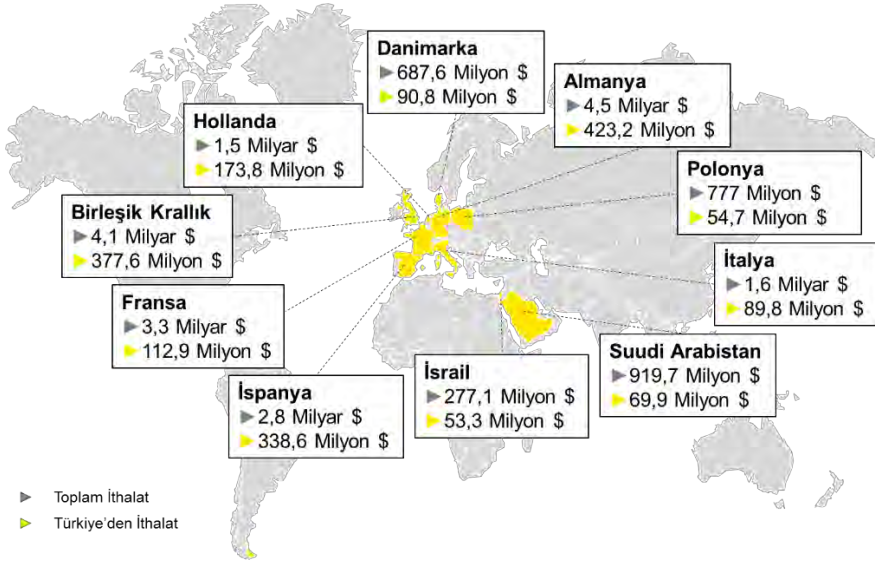 Danimarka
687,6 Milyon $
90,8 Milyon $
Almanya
4,5 Milyar $
423,2 Milyon $
Hollanda
1,5 Milyar $
173,8 Milyon $
Polonya
777 Milyon $
54,7 Milyon $
Birleşik Krallık
4,1 Milyar $
377,6 Milyon $
İtalya
1,6 Milyar $
89,8 Milyon $
Fransa
3,3 Milyar $
112,9 Milyon $
Suudi Arabistan
919,7 Milyon $
69,9 Milyon $
İsrail
277,1 Milyon $
53,3 Milyon $
İspanya
2,8 Milyar $
338,6 Milyon $
Toplam İthalat
Türkiye'den İthalat